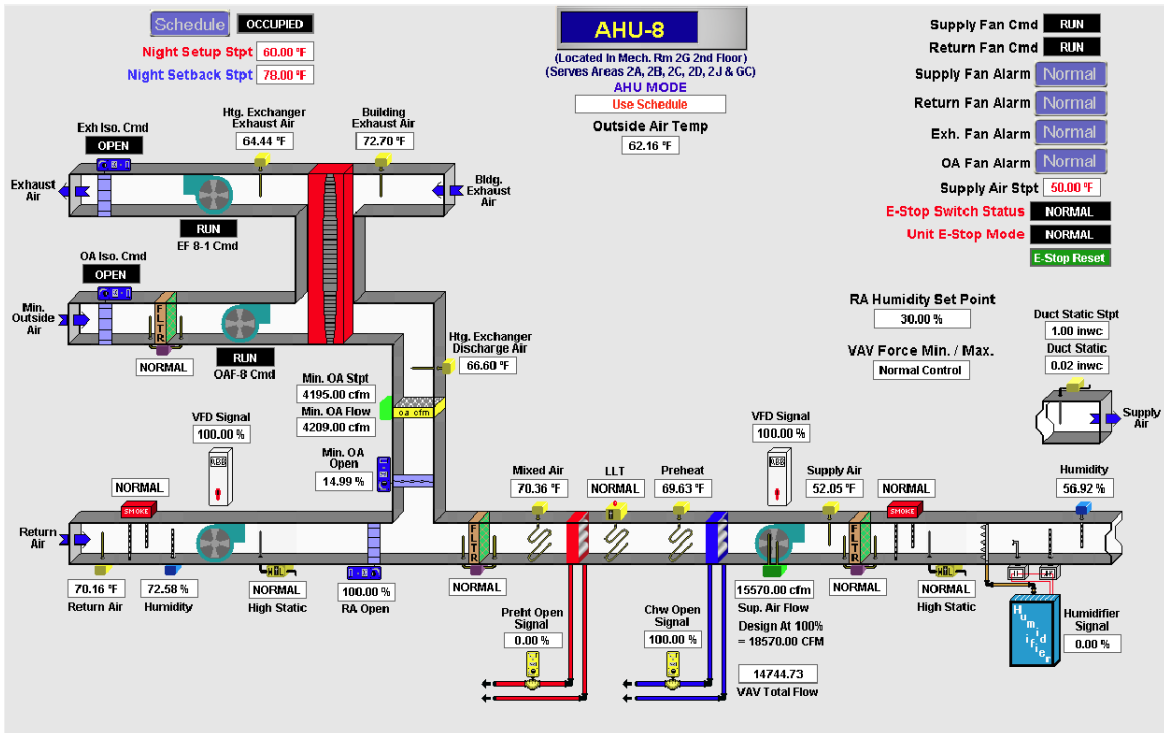 Schedule
OCCUPIED
Night Setup Stpt
60.00 °F
Night Setback Stpt
78.00 °F
AHU-8
(Located In Mech. Rm 2G 2nd Floor)
(Serves Areas 2A, 2B, 2C, 2D, 2J & GC)
AHU MODE
Use Schedule
Outside Air Temp
62.16 °F
Supply Fan Cmd
RUN
Return Fan Cmd
RUN
Supply Fan Alarm
Normal
Return Fan Alarm
Normal
Exh. Fan Alarm
Normal
OA Fan Alarm
Normal
Supply Air Stpt
50.00 °F
E-Stop Switch Status
NORMAL
Unit E-Stop Mode
NORMAL
E-Stop Reset
Exh Iso. Cmd
OPEN
Htg. Exchanger
Exhaust Air
64.44 °F
Building
Exhaust Air
72.70 °F
Exhaust
Air
Bldg.
Exhaust
Air
RUN
EF 8-1 Cmd
OA Iso. Cmd
OPEN
Min.
Outside
Air
FLTR
NORMAL
RUN
OAF-8 Cmd
Htg. Exchanger
Discharge Air
66.60 °F
Min. OA Stpt
4195.00 cfm
Min. OA Flow
4209.00 cfm
oa cfm
Min. OA
Open
14.99 %
RA Humidity Set Point
30.00 %
VAV Force Min. / Max.
Normal Control
Duct Static Stpt
1.00 inwc
Duct Static
0.02 inwc
Supply
Air
VFD Signal
100.00 %
NORMAL
SMOKE
Return
Air
70.16 °F
Return Air
72.58 %
Humidity
NORMAL
High Static
100.00 %
RA Open
FLTR
NORMAL
Mixed Air
70.36 °F
LLT
NORMAL
Preheat
69.63 °F
VFD Signal
100.00 %
Supply Air
52.05 °F
FLTR
NORMAL
NORMAL
SMOKE
NORMAL
High Static
Humidity
56.92 %
Preht Open
Signal
0.00 %
Chw Open
Signal
100.00 %
15570.00 cfm
Sup. Air Flow
Design At 100%
= 18570.00 CFM
14744.73
VAV Total Flow
Humidifier
Humidifier
Signal
0.00 %